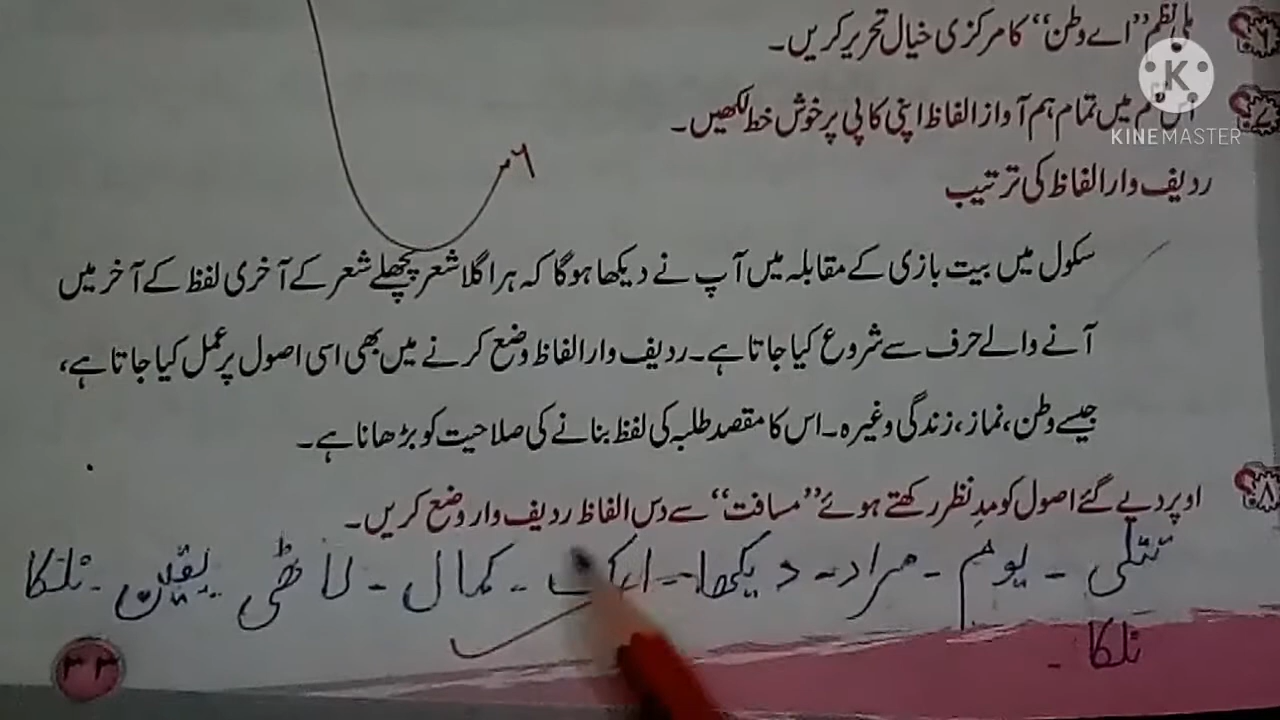 ملی نظم "اے وطن" کا مرکزی خیال تحریر کریں۔
KINEMASTER
میں تمام ہم آواز الفاظ اپنی کاپی پر خوش خط لکھیں۔
ردیف وار الفاظ کی ترتیب
سکول میں بیت بازی کے مقابلہ میں آپ نے دیکھا ہوگا کہ ہر اگلا شعر پچھلے شعر کے آخری لفظ کے آخر میں
آنے والے حرف سے شروع کیا جاتا ہے۔ ردیف وار الفاظ وضع کرنے میں بھی اسی اصول پر عمل کیا جاتا ہے،
جیسے وطن، نماز، زندگی وغیرہ۔ اس کا مقصد طلبہ کی لفظ بنانے کی صلاحیت کو بڑھانا ہے۔
۸ اوپر دیے گئے اصول کو مدِ نظر رکھتے ہوئے "مسافت" سے دس الفاظ ردیف وار وضع کریں۔
تتلی ۔ یوم ۔ مراد ۔ دیکھا ۔ ایک ۔ کمال ۔ لاٹھی یقین ۔ نلکا
نلکا ۔
۳۳